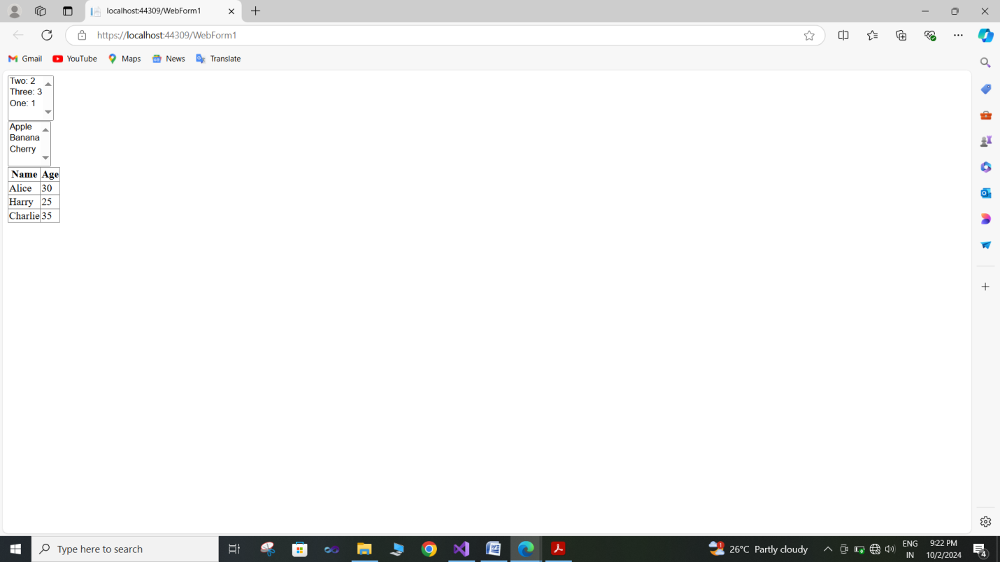 localhost:44309/WebForm1
https://localhost:44309/WebForm1
Gmail YouTube Maps News Translate
Two: 2
Three: 3
One: 1
Apple
Banana
Cherry
Name Age
Alice 30
Harry 25
Charlie 35
Type here to search
1
26°C Partly cloudy
ENG
IN
9:22 PM
10/2/2024
4